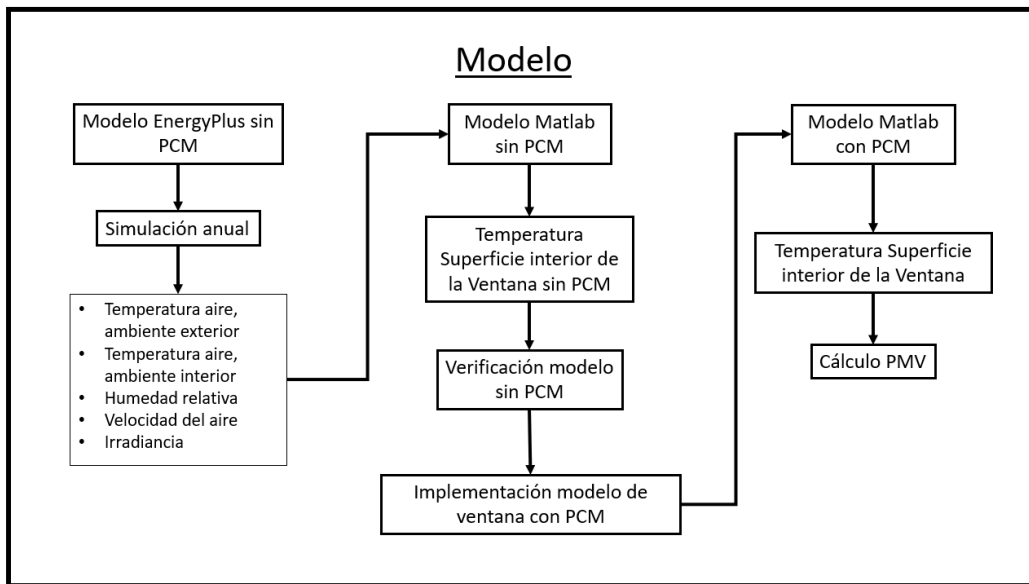 Modelo
Modelo EnergyPlus sin
PCM
Simulación anual
• Temperatura aire,
ambiente exterior
• Temperatura aire,
ambiente interior
• Humedad relativa
• Velocidad del aire
• Irradiancia
Modelo Matlab
sin PCM
Temperatura
Superficie interior de
la Ventana sin PCM
Verificación modelo
sin PCM
Implementación modelo de
ventana con PCM
Modelo Matlab
con PCM
Temperatura Superficie
interior de la Ventana
Cálculo PMV